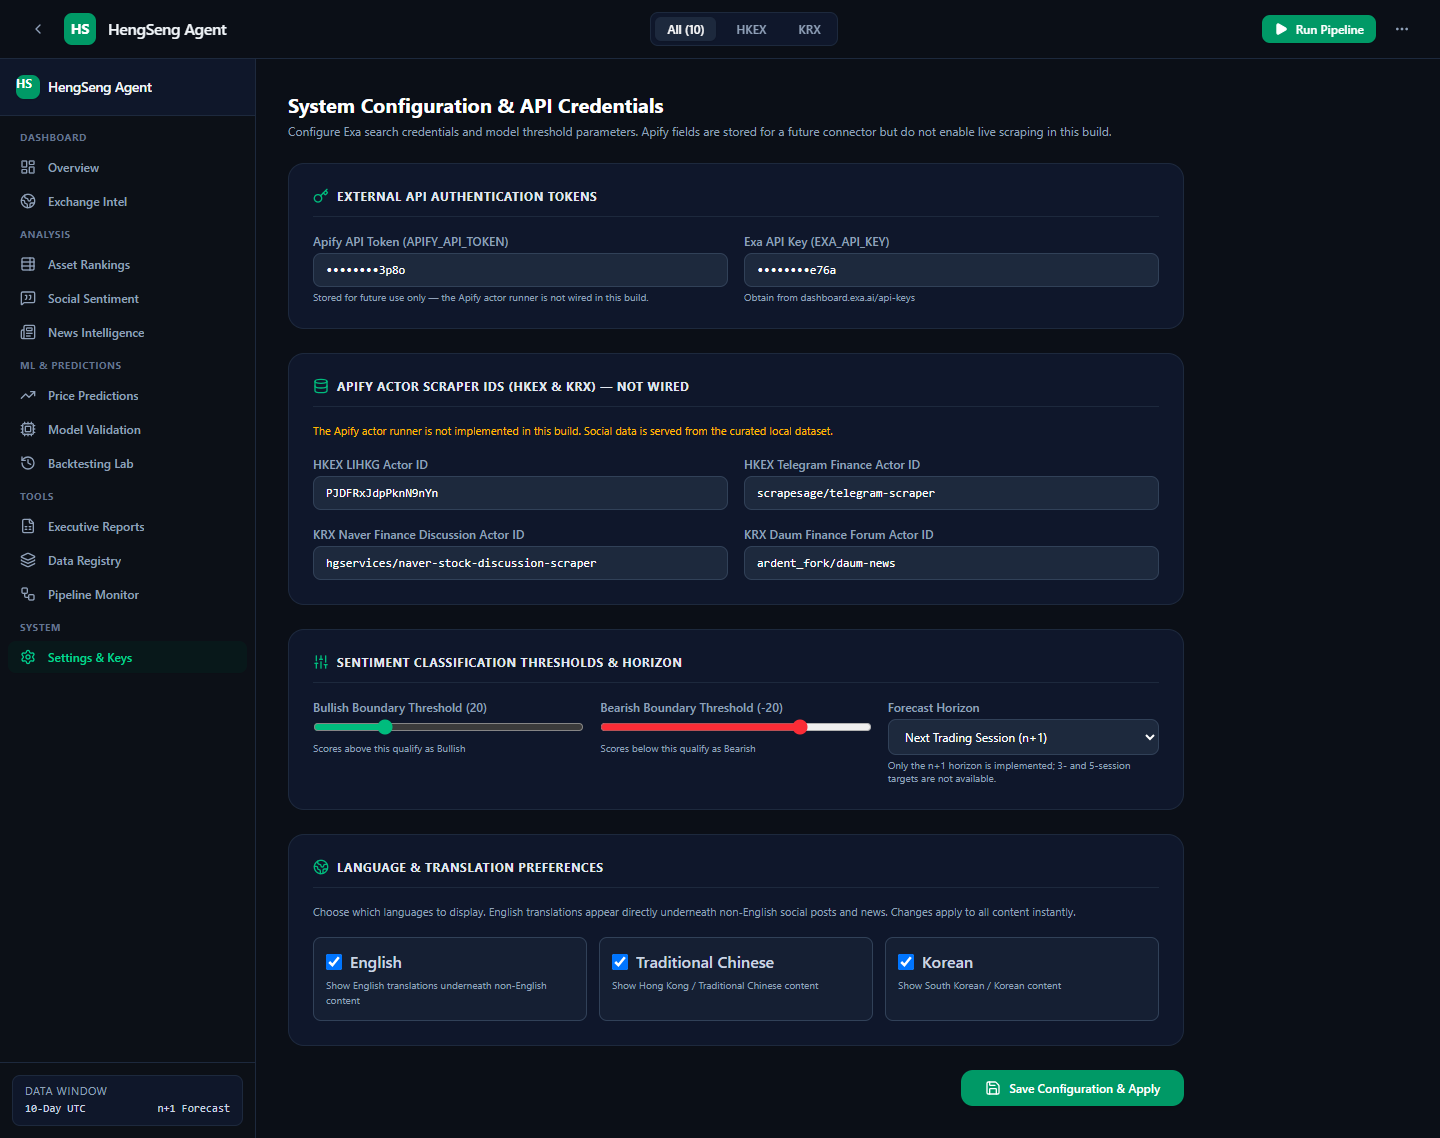 HS HengSeng Agent
All (10) HKEX KRX
Run Pipeline
HS HengSeng Agent
DASHBOARD
Overview
Exchange Intel
ANALYSIS
Asset Rankings
Social Sentiment
News Intelligence
ML & PREDICTIONS
Price Predictions
Model Validation
Backtesting Lab
TOOLS
Executive Reports
Data Registry
Pipeline Monitor
SYSTEM
Settings & Keys
DATA WINDOW
10-Day UTC n+1 Forecast
System Configuration & API Credentials
Configure Exa search credentials and model threshold parameters. Apify fields are stored for a future connector but do not enable live scraping in this build.
EXTERNAL API AUTHENTICATION TOKENS
Apify API Token (APIFY_API_TOKEN)
••••••••3p8o
Stored for future use only — the Apify actor runner is not wired in this build.
Exa API Key (EXA_API_KEY)
••••••••e76a
Obtain from dashboard.exa.ai/api-keys
APIFY ACTOR SCRAPER IDS (HKEX & KRX) — NOT WIRED
The Apify actor runner is not implemented in this build. Social data is served from the curated local dataset.
HKEX LIHKG Actor ID
PJDFRxJdpPknN9nYn
HKEX Telegram Finance Actor ID
scrapesage/telegram-scraper
KRX Naver Finance Discussion Actor ID
hgservices/naver-stock-discussion-scraper
KRX Daum Finance Forum Actor ID
ardent_fork/daum-news
SENTIMENT CLASSIFICATION THRESHOLDS & HORIZON
Bullish Boundary Threshold (20)
Scores above this qualify as Bullish
Bearish Boundary Threshold (-20)
Scores below this qualify as Bearish
Forecast Horizon
Next Trading Session (n+1)
Only the n+1 horizon is implemented; 3- and 5-session
targets are not available.
LANGUAGE & TRANSLATION PREFERENCES
Choose which languages to display. English translations appear directly underneath non-English social posts and news. Changes apply to all content instantly.
English
Show English translations underneath non-English
content
Traditional Chinese
Show Hong Kong / Traditional Chinese content
Korean
Show South Korean / Korean content
Save Configuration & Apply